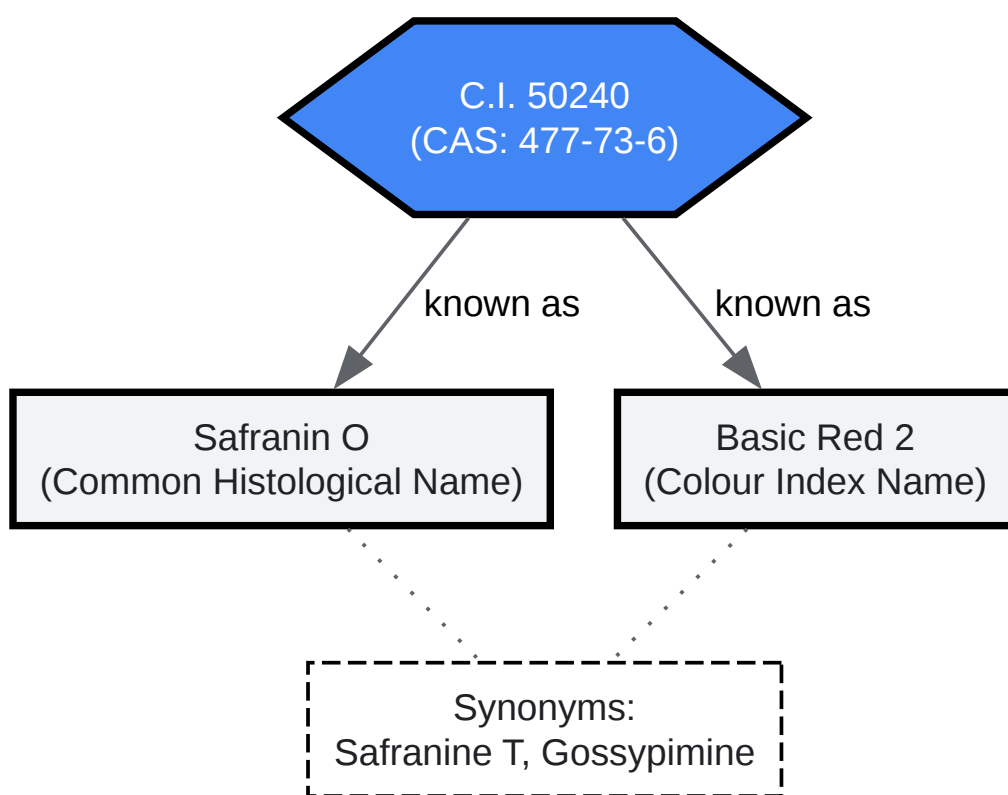 C.I. 50240
(CAS: 477-73-6)
known as
known as
Safranin O
(Common Histological Name)
Basic Red 2
(Colour Index Name)
Synonyms:
Safranine T, Gossypimine